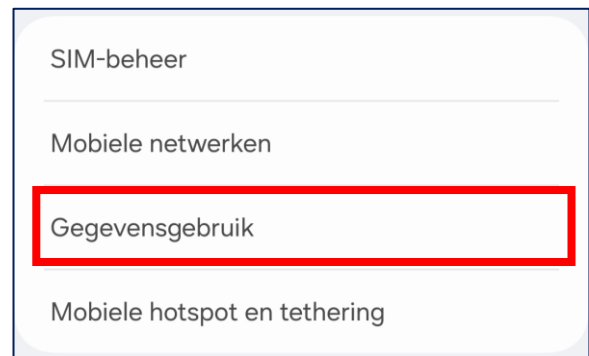 SIM-beheer
Mobiele netwerken
Gegevensgebruik
Mobiele hotspot en tethering